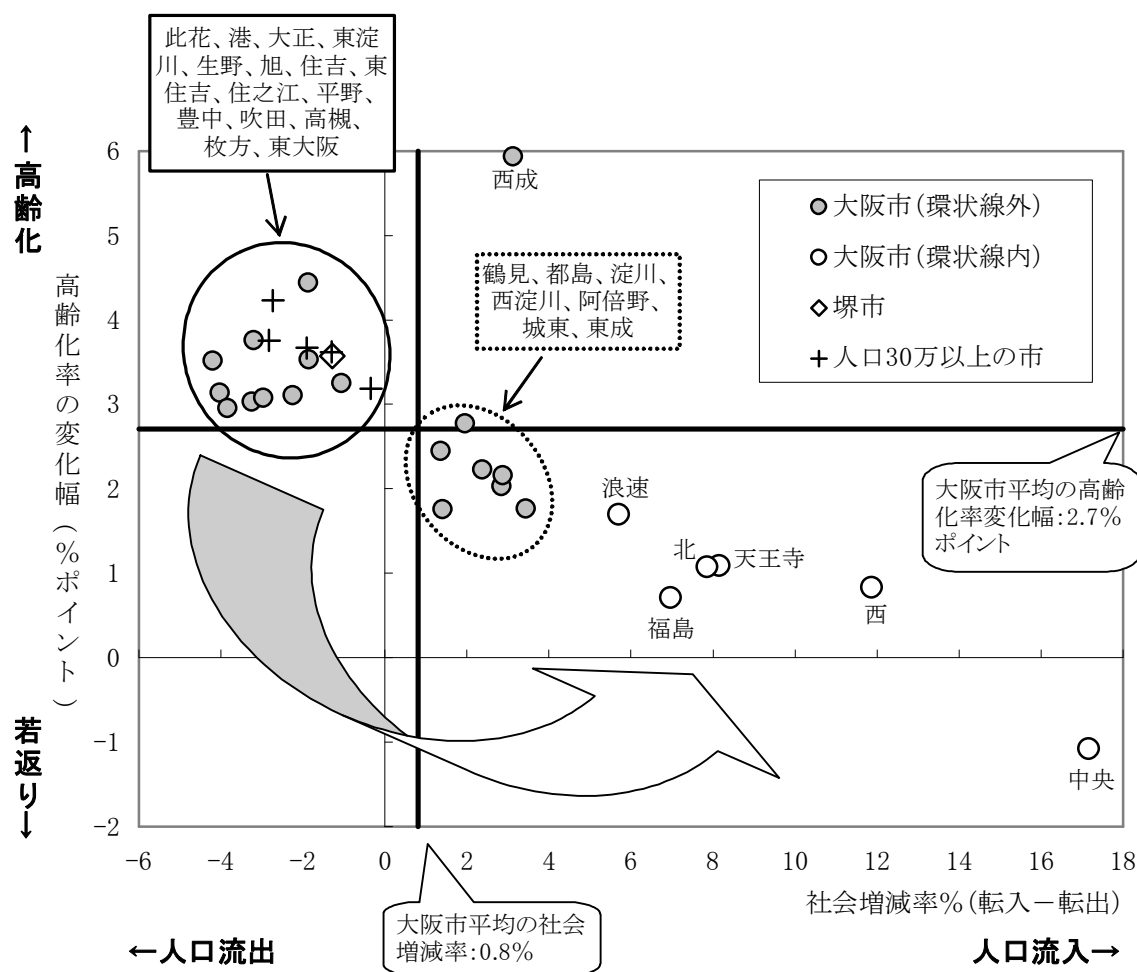 此花、港、大正、東淀
川、生野、旭、住吉、東
住吉、住之江、平野、
豊中、吹田、高槻、
枚方、東大阪
↑高齢化
高齢化率の変化幅(%ポイント)
若返り↓
6
5
4
3
2
1
0
-1
-2
西成
大阪市(環状線外)
大阪市(環状線内)
堺市
人口30万以上の市
鶴見、都島、淀川、
西淀川、阿倍野、
城東、東成
浪速
北
天王寺
福島
西
中央
大阪市平均の高齢
化率変化幅:2.7%
ポイント
-6 -4 -2 0 2 4 6 8 10 12 14 16 18
社会増減率%(転入-転出)
大阪市平均の社会
増減率:0.8%
←人口流出
人口流入→